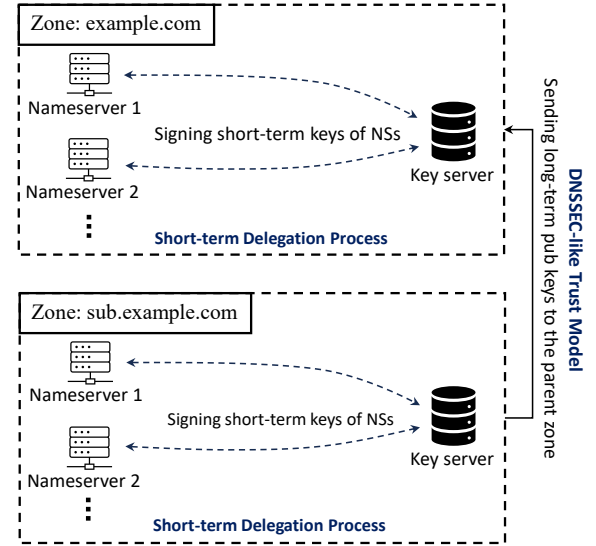 Zone: example.com
Nameserver 1
Signing short-term keys of NSs
Nameserver 2
Key server
Short-term Delegation Process
Zone: sub.example.com
Nameserver 1
Signing short-term keys of NSs
Nameserver 2
Key server
Short-term Delegation Process
DNSSEC-like Trust Model
Sending long-term pub keys to the parent zone